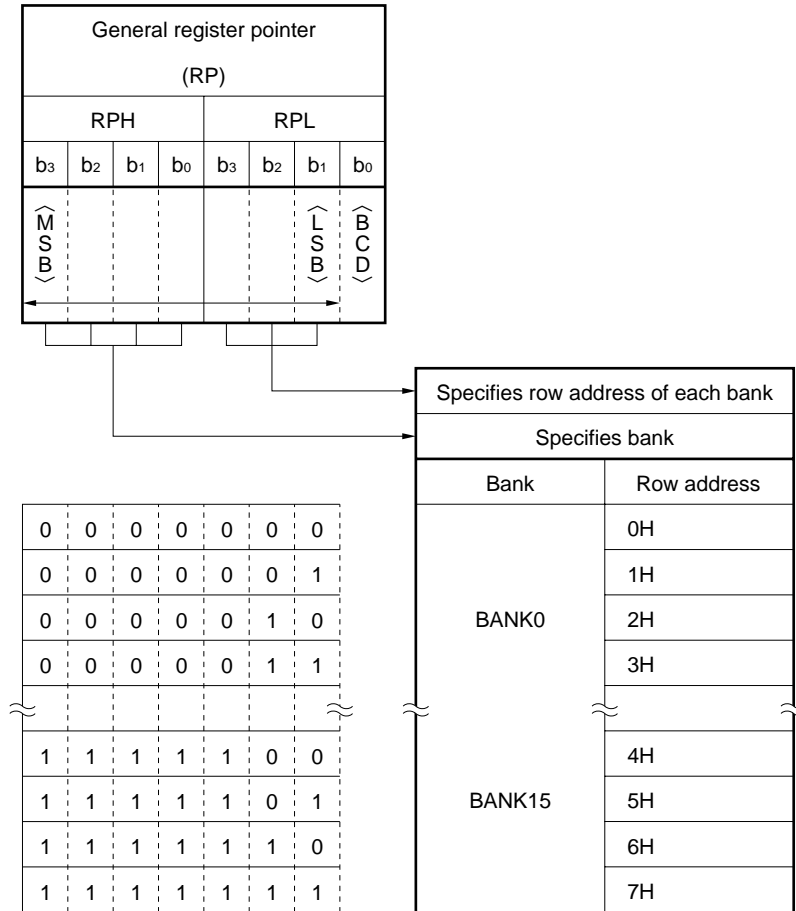 General register pointer
(RP)
RPH RPL
b3 b2 b1 b0 b3 b2 b1 b0
⟨MSB⟩ ⟨LSB⟩ ⟨BCD⟩
Specifies row address of each bank
Specifies bank
Bank Row address
0 0 0 0 0 0 0 0H
0 0 0 0 0 0 1 1H
0 0 0 0 0 1 0 BANK0 2H
0 0 0 0 0 1 1 3H
1 1 1 1 1 0 0 4H
1 1 1 1 1 0 1 BANK15 5H
1 1 1 1 1 1 0 6H
1 1 1 1 1 1 1 7H